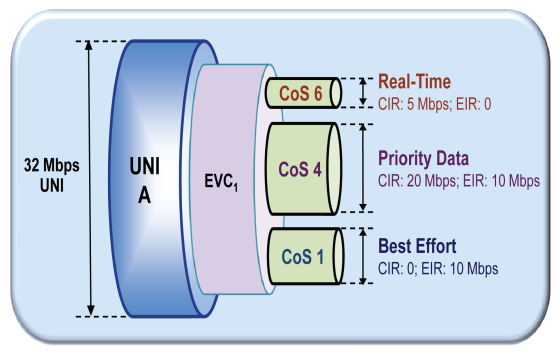 32 Mbps
UNI
UNI
A
EVC₁
CoS 6
Real-Time
CIR: 5 Mbps; EIR: 0
CoS 4
Priority Data
CIR: 20 Mbps; EIR: 10 Mbps
CoS 1
Best Effort
CIR: 0; EIR: 10 Mbps